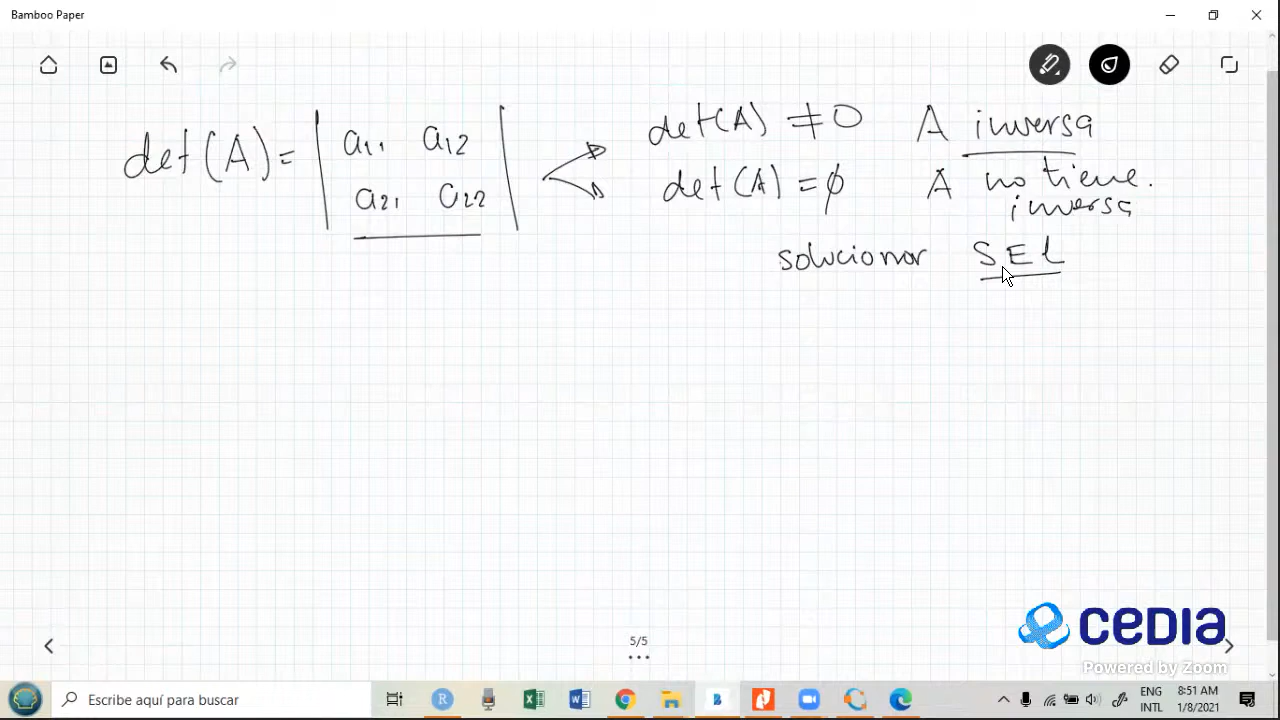 Bamboo Paper
det(A) = | a11 a12 |
| a21 a22 |
det(A) ≠ 0 A inversa
det(A) = ϕ A no tiene.
inversa
solucionar SEL
5/5
cedia
Powered by Zoom
Escribe aquí para buscar
ENG
INTL
8:51 AM
1/8/2021